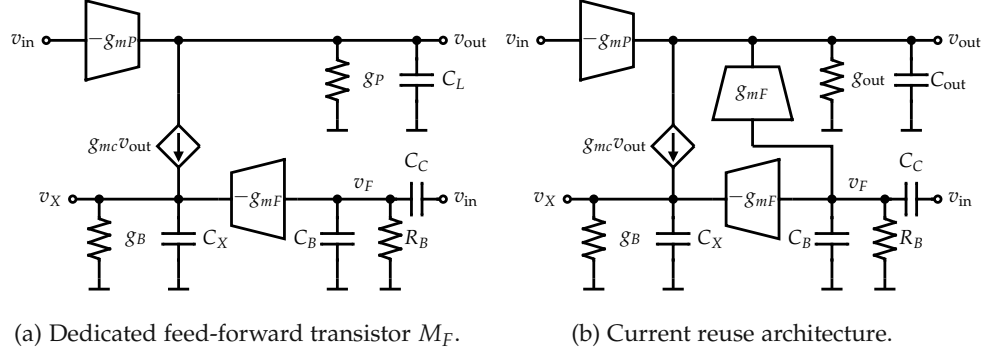 v_in −g_mP v_out
g_P C_L
g_mc v_out
C_C
v_X −g_mF v_F v_in
g_B C_X C_B R_B
(a) Dedicated feed-forward transistor M_F.
v_in −g_mP v_out
g_mF g_out C_out
g_mc v_out
C_C
v_X −g_mF v_F v_in
g_B C_X C_B R_B
(b) Current reuse architecture.